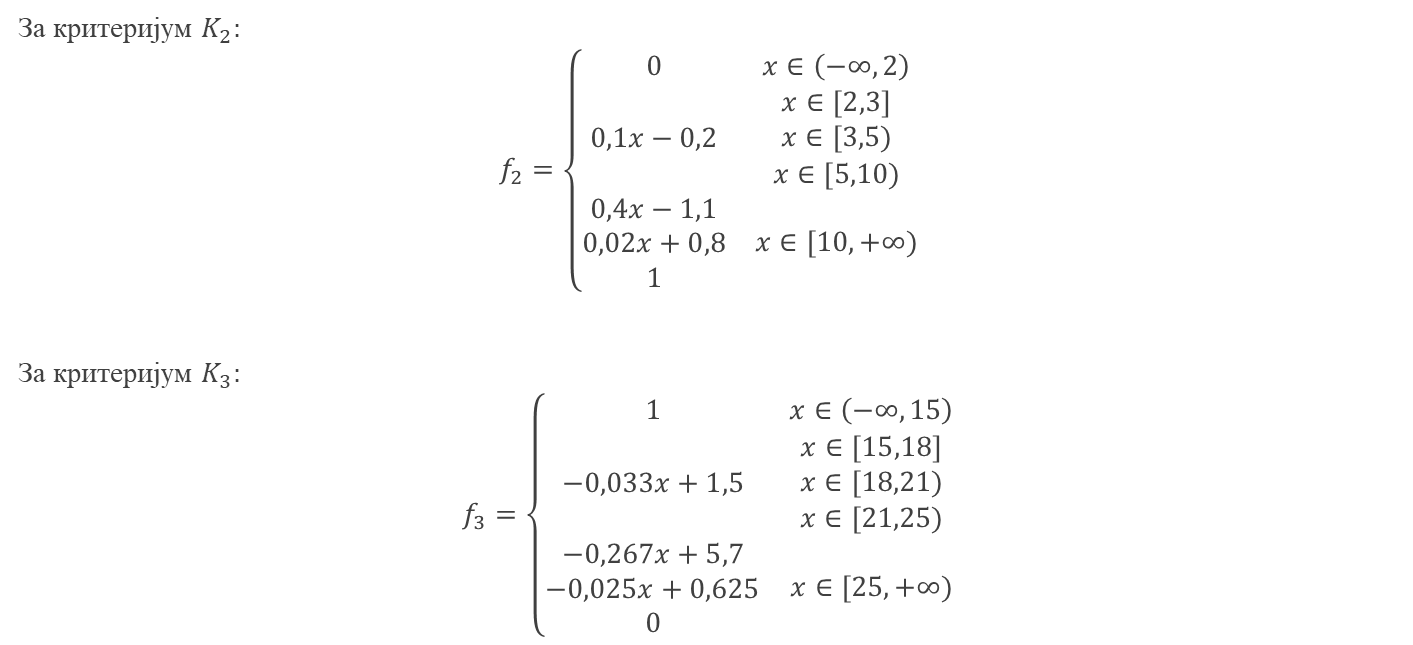 За критеријум K₂:
0 x ∈ (−∞, 2)
x ∈ [2,3]
0,1x − 0,2 x ∈ [3,5)
f₂ = x ∈ [5,10)
0,4x − 1,1
0,02x + 0,8 x ∈ [10, +∞)
1
За критеријум K₃:
1 x ∈ (−∞, 15)
x ∈ [15,18]
−0,033x + 1,5 x ∈ [18,21)
f₃ = x ∈ [21,25)
−0,267x + 5,7
−0,025x + 0,625 x ∈ [25, +∞)
0